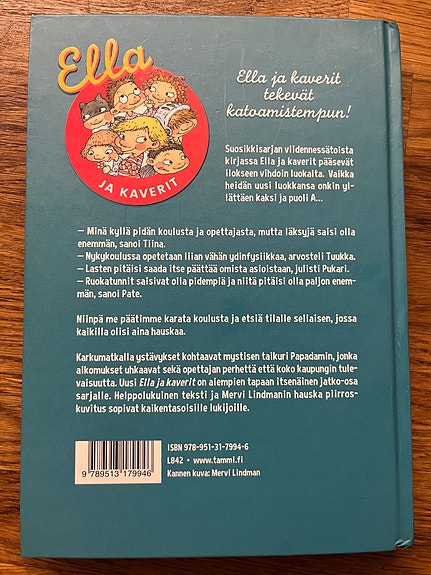 Ella
JA KAVERIT
Ella ja kaverit
tekevät
katoamistempun!
Suosikkisarjan viidennessätoista
kirjassa Ella ja kaverit pääsevät
ilokseen vihdoin luokalta. Vaikka
heidän uusi luokkansa onkin yl-
lättäen kaksi ja puoli A...
— Minä kyllä pidän koulusta ja opettajasta, mutta läksyjä saisi olla
enemmän, sanoi Tiina.
— Nykykoulussa opetetaan liian vähän ydinfysiikkaa, arvosteli Tuukka.
— Lasten pitäisi saada itse päättää omista asioistaan, julisti Pukari.
— Ruokatunnit saisivat olla pidempiä ja niitä pitäisi olla paljon enem-
män, sanoi Pate.
Niinpä me päätimme karata koulusta ja etsiä tilalle sellaisen, jossa
kaikilla olisi aina hauskaa.
Karkumatkalla ystävykset kohtaavat mystisen taikuri Papadamin, jonka
aikomukset uhkaavat sekä opettajan perhettä että koko kaupungin tule-
vaisuutta. Uusi Ella ja kaverit on aiempien tapaan itsenäinen jatko-osa
sarjalle. Helppolukuinen teksti ja Mervi Lindmanin hauska piirros-
kuvitus sopivat kaikentasoisille lukijoille.
ISBN 978-951-31-7994-6
L842 • www.tammi.fi
Kannen kuva: Mervi Lindman
9 789513 179946